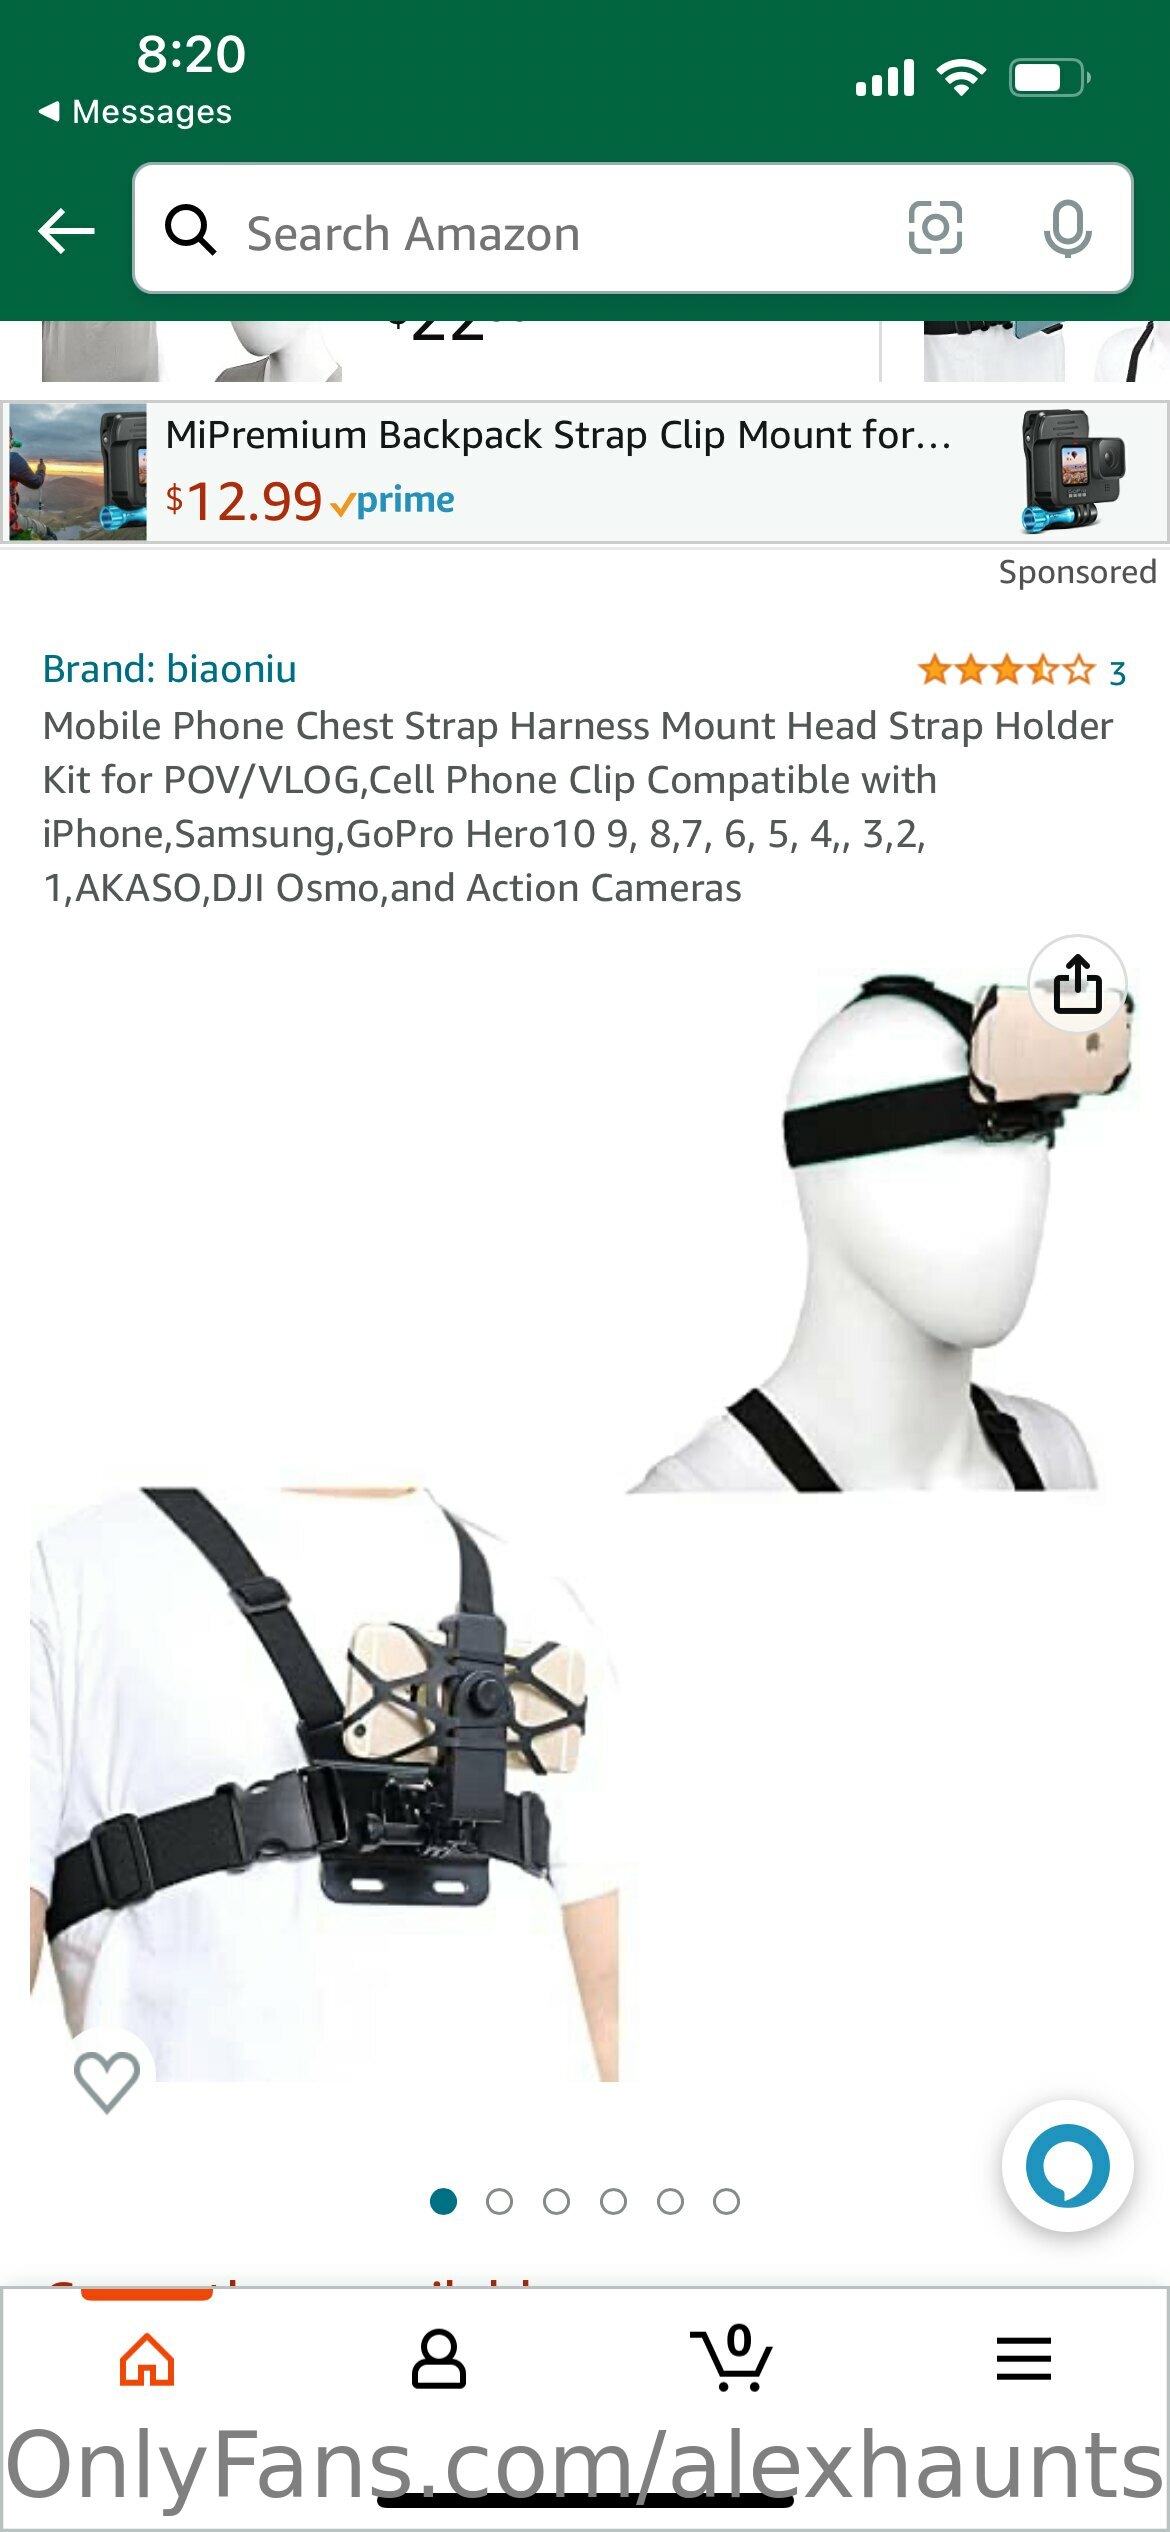 8:20
Messages
Search Amazon
$22
MiPremium Backpack Strap Clip Mount for...
$12.99 prime
Sponsored
Brand: biaoniu
3
Mobile Phone Chest Strap Harness Mount Head Strap Holder
Kit for POV/VLOG,Cell Phone Clip Compatible with
iPhone,Samsung,GoPro Hero10 9, 8,7, 6, 5, 4,, 3,2,
1,AKASO,DJI Osmo,and Action Cameras
0
OnlyFans.com/alexhaunts